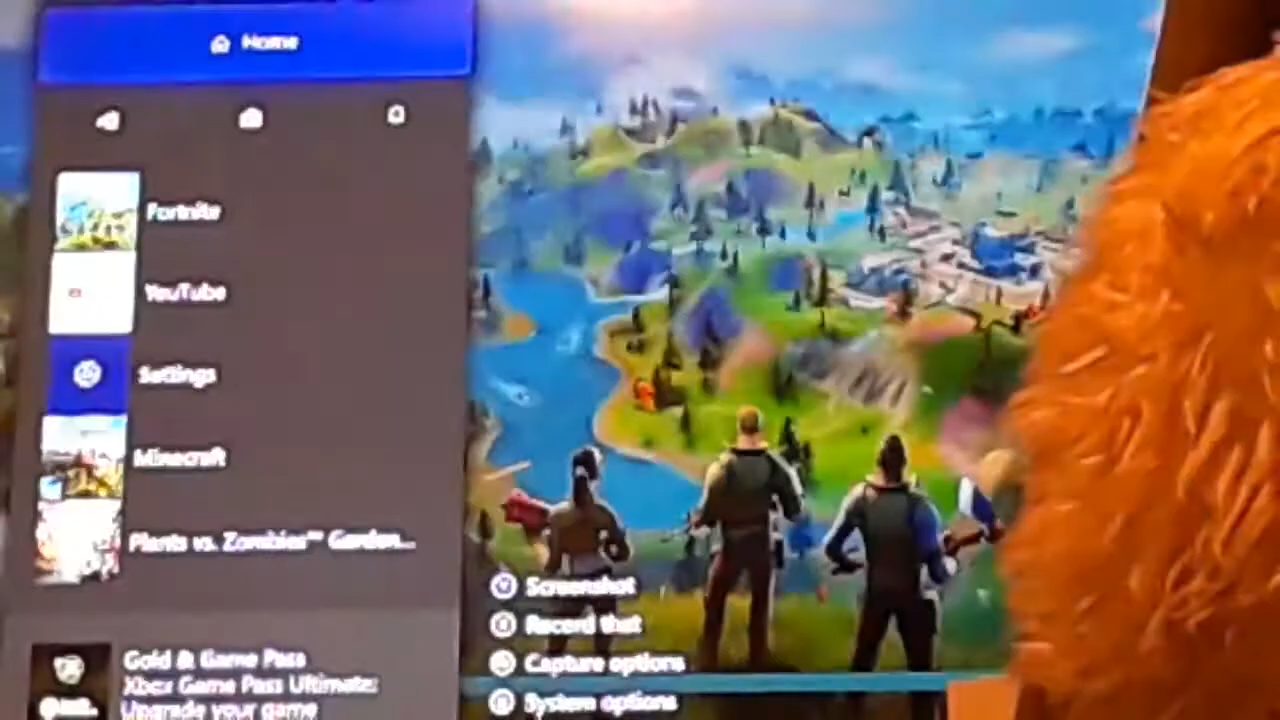 Home
Fortnite
YouTube
Settings
Minecraft
Plants vs. Zombies™ Garden...
Gold & Game Pass
Xbox Game Pass Ultimate:
Upgrade your game
Screenshot
Record that
Capture options
System options